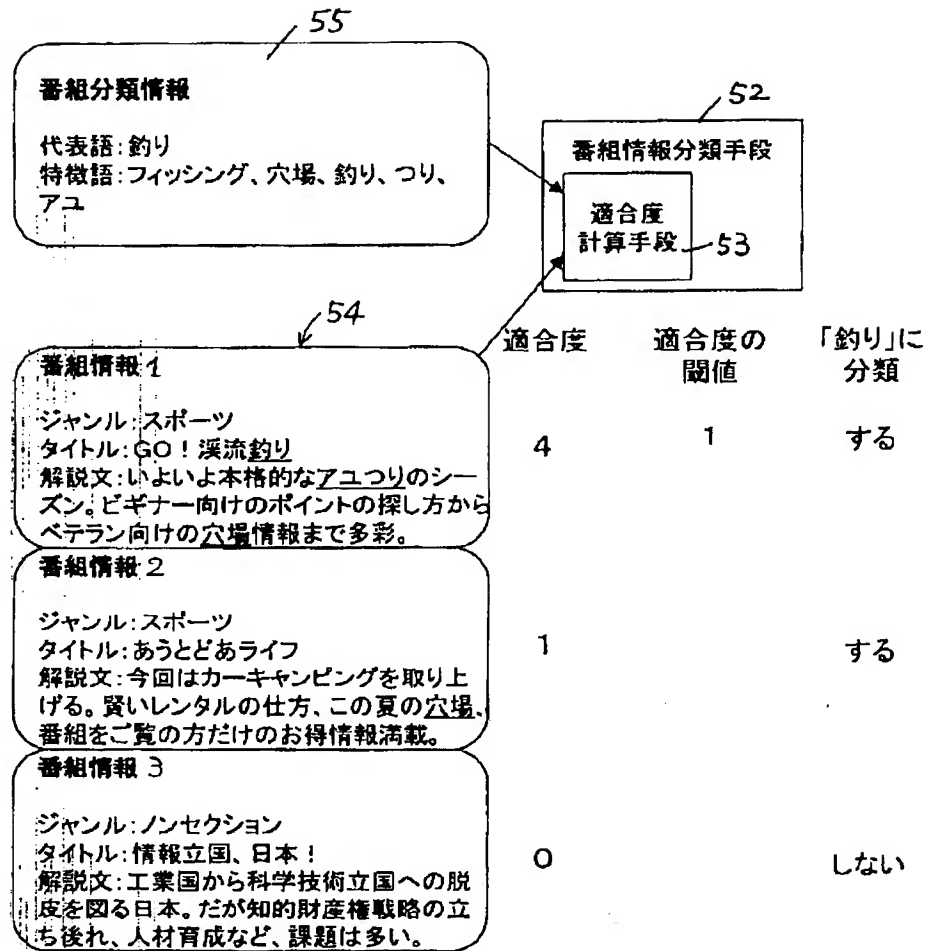 55
番組分類情報
代表語:釣り
特徴語:フィッシング、穴場、釣り、つり、
アユ
52
番組情報分類手段
適合度
計算手段
53
54
適合度
適合度の
閾値
「釣り」に
分類
番組情報1
ジャンル:スポーツ
タイトル:GO!渓流釣り
解説文:いよいよ本格的なアユつりのシー
ズン。ビギナー向けのポイントの探し方から
ベテラン向けの穴場情報まで多彩。
4
1
する
番組情報2
ジャンル:スポーツ
タイトル:あうとどあライフ
解説文:今回はカーキャンピングを取り上
げる。賢いレンタルの仕方、この夏の穴場、
番組をご覧の方だけのお得情報満載。
1
する
番組情報3
ジャンル:ノンセクション
タイトル:情報立国、日本!
解説文:工業国から科学技術立国への脱
皮を図る日本。だが知的財産権戦略の立
ち後れ、人材育成など、課題は多い。
0
しない